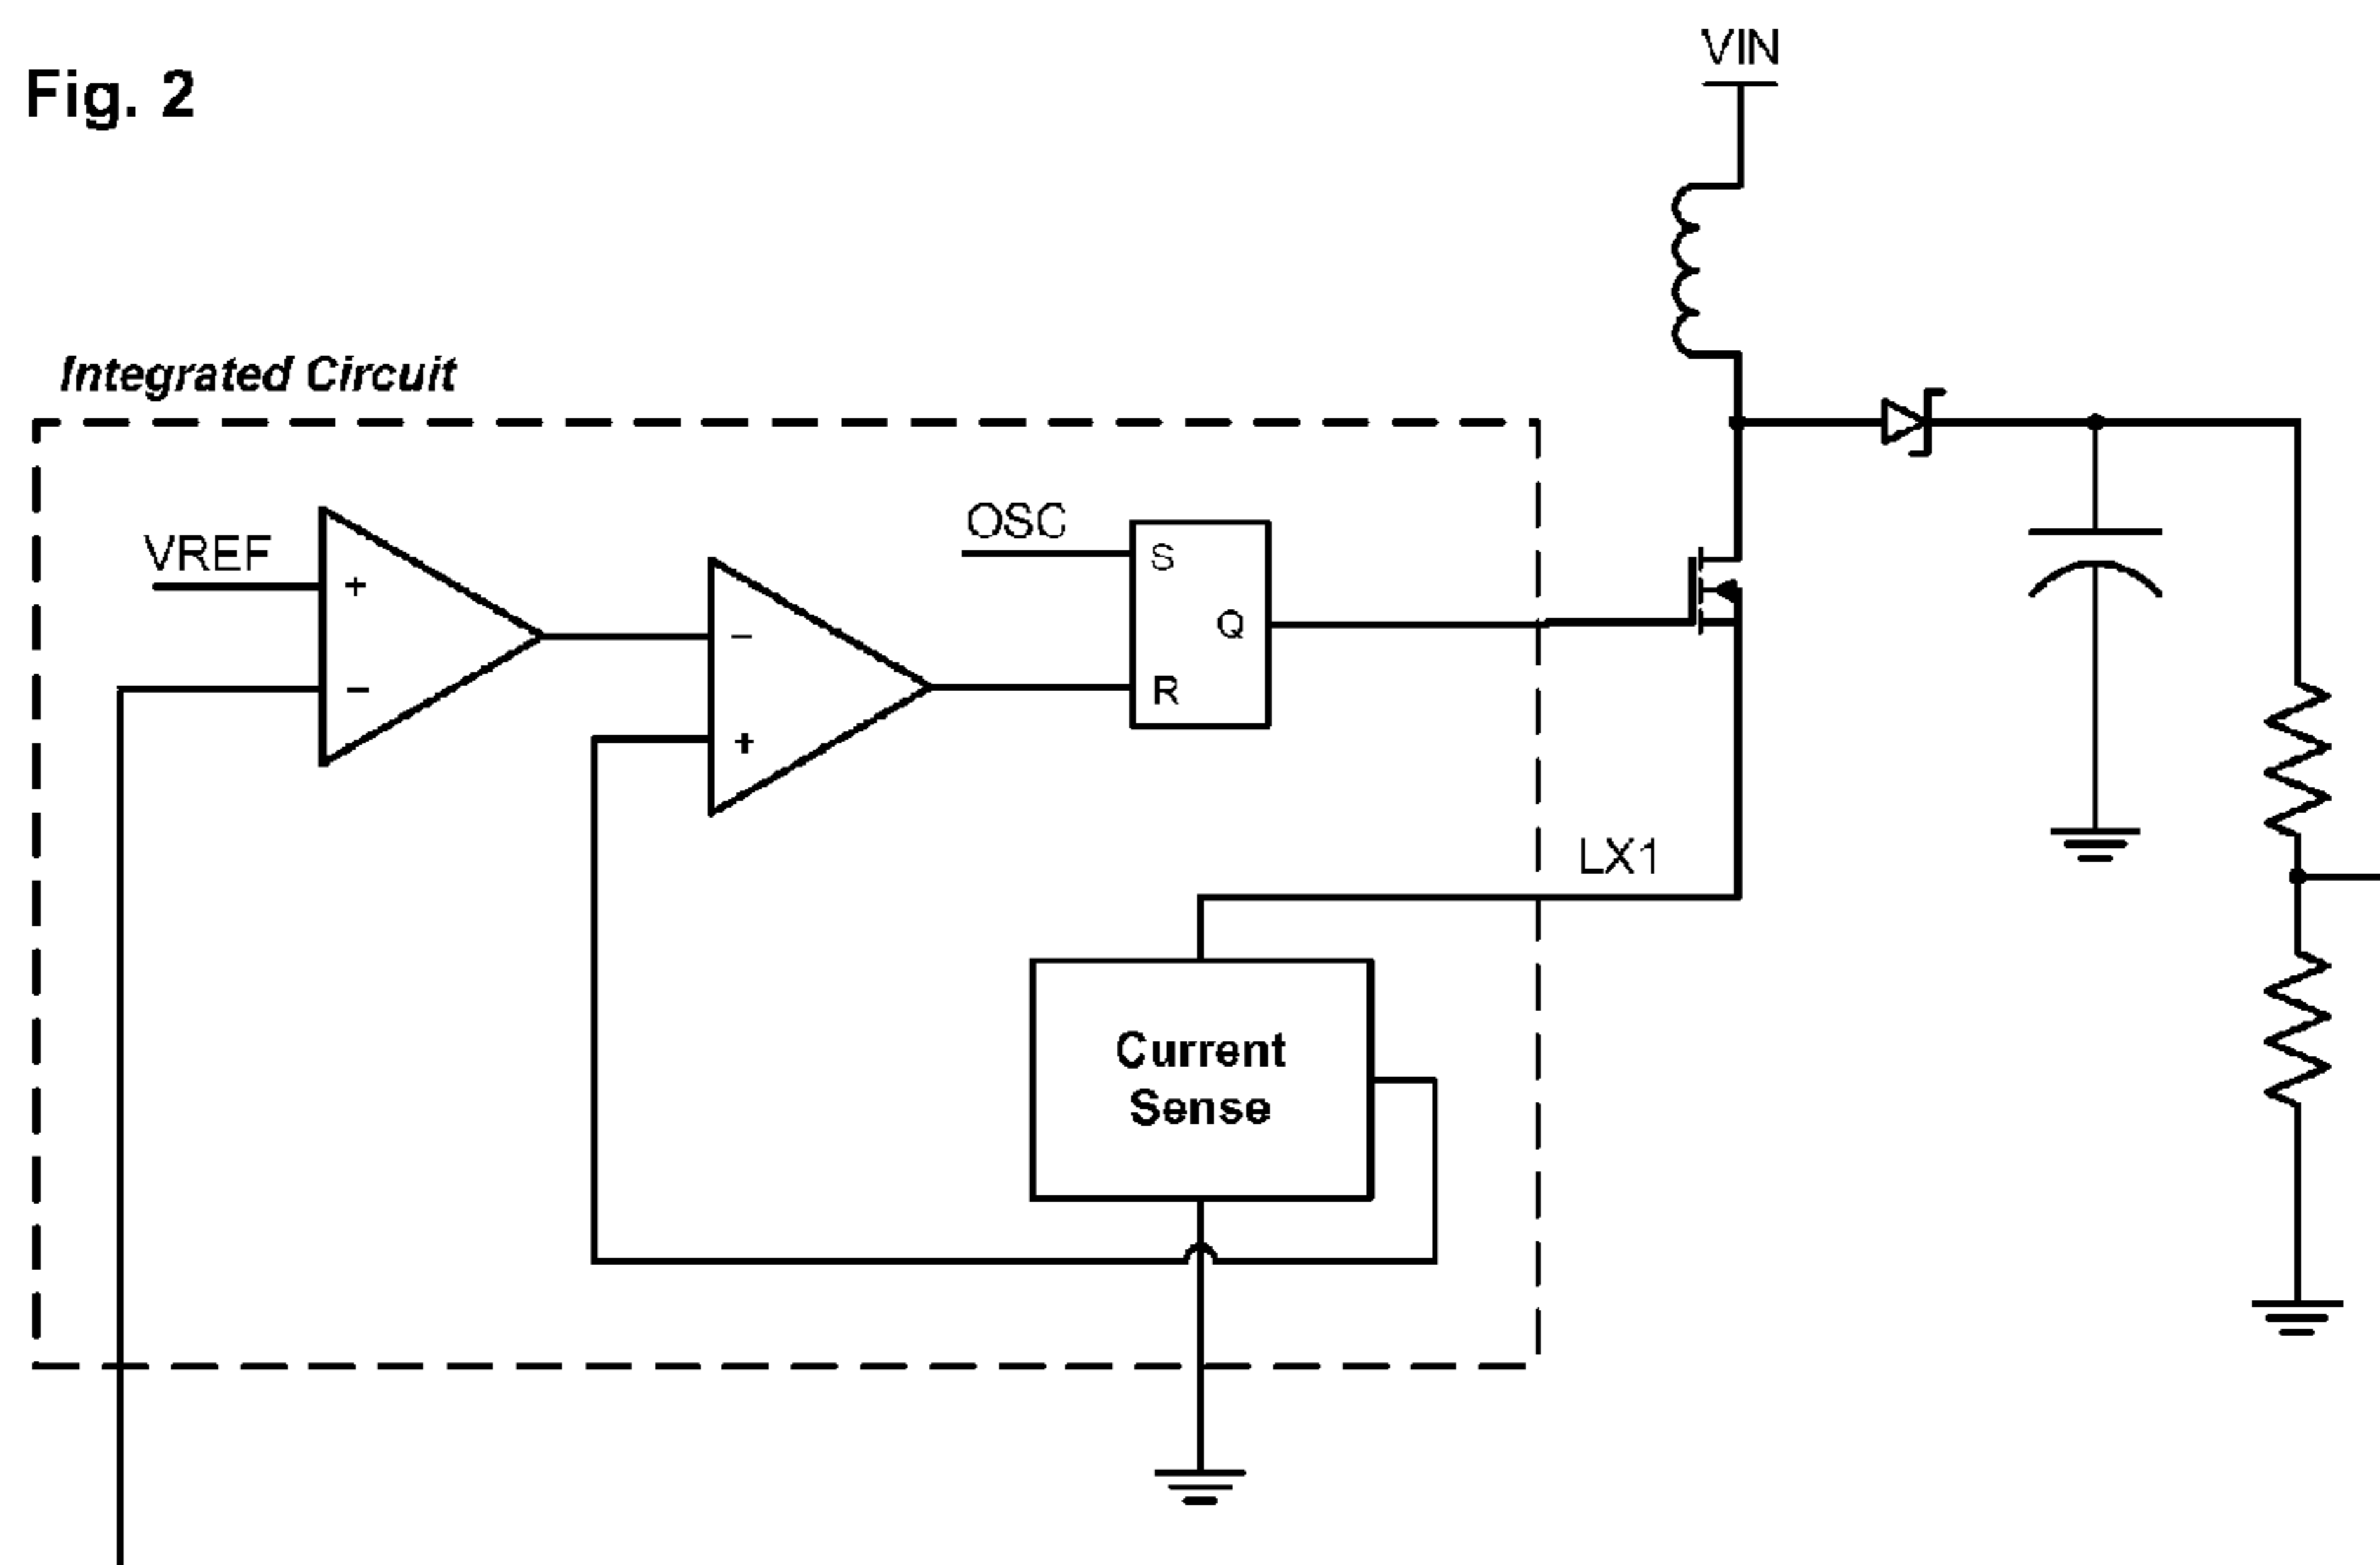 VIN
Fig. 2
Integrated Circuit
OSC
VREF
S
+
Q
−
−
R
+
LX1
Current
Sense